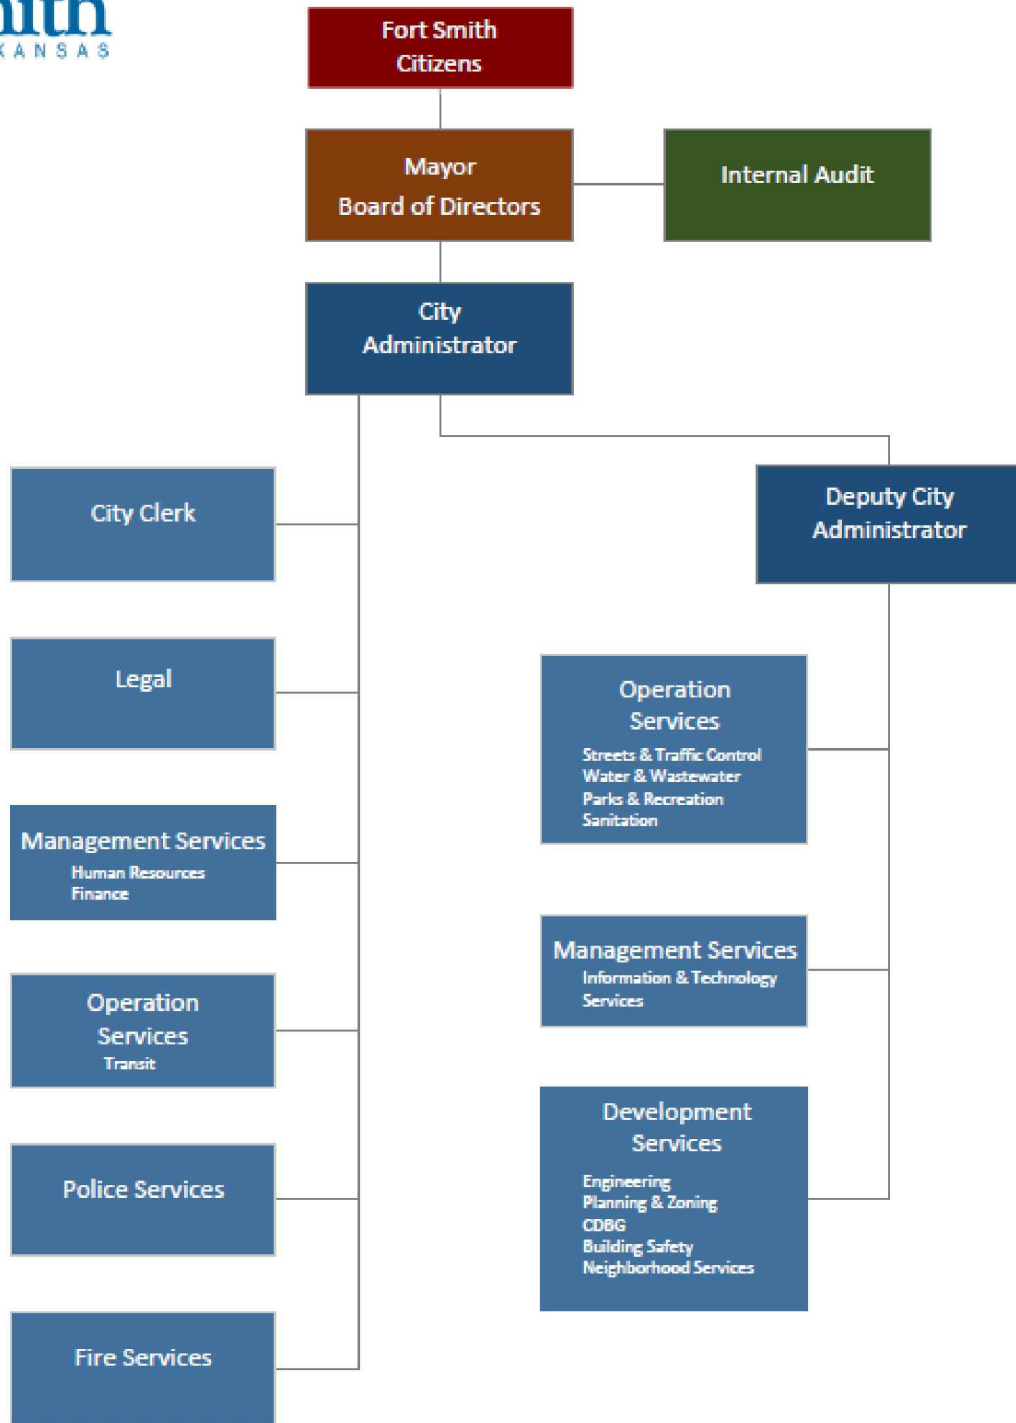 Fort Smith
Citizens
Mayor
Board of Directors
Internal Audit
City
Administrator
Deputy City
Administrator
City Clerk
Legal
Management Services
Human Resources
Finance
Operation
Services
Transit
Police Services
Fire Services
Operation
Services
Streets & Traffic Control
Water & Wastewater
Parks & Recreation
Sanitation
Management Services
Information & Technology
Services
Development
Services
Engineering
Planning & Zoning
CDBG
Building Safety
Neighborhood Services